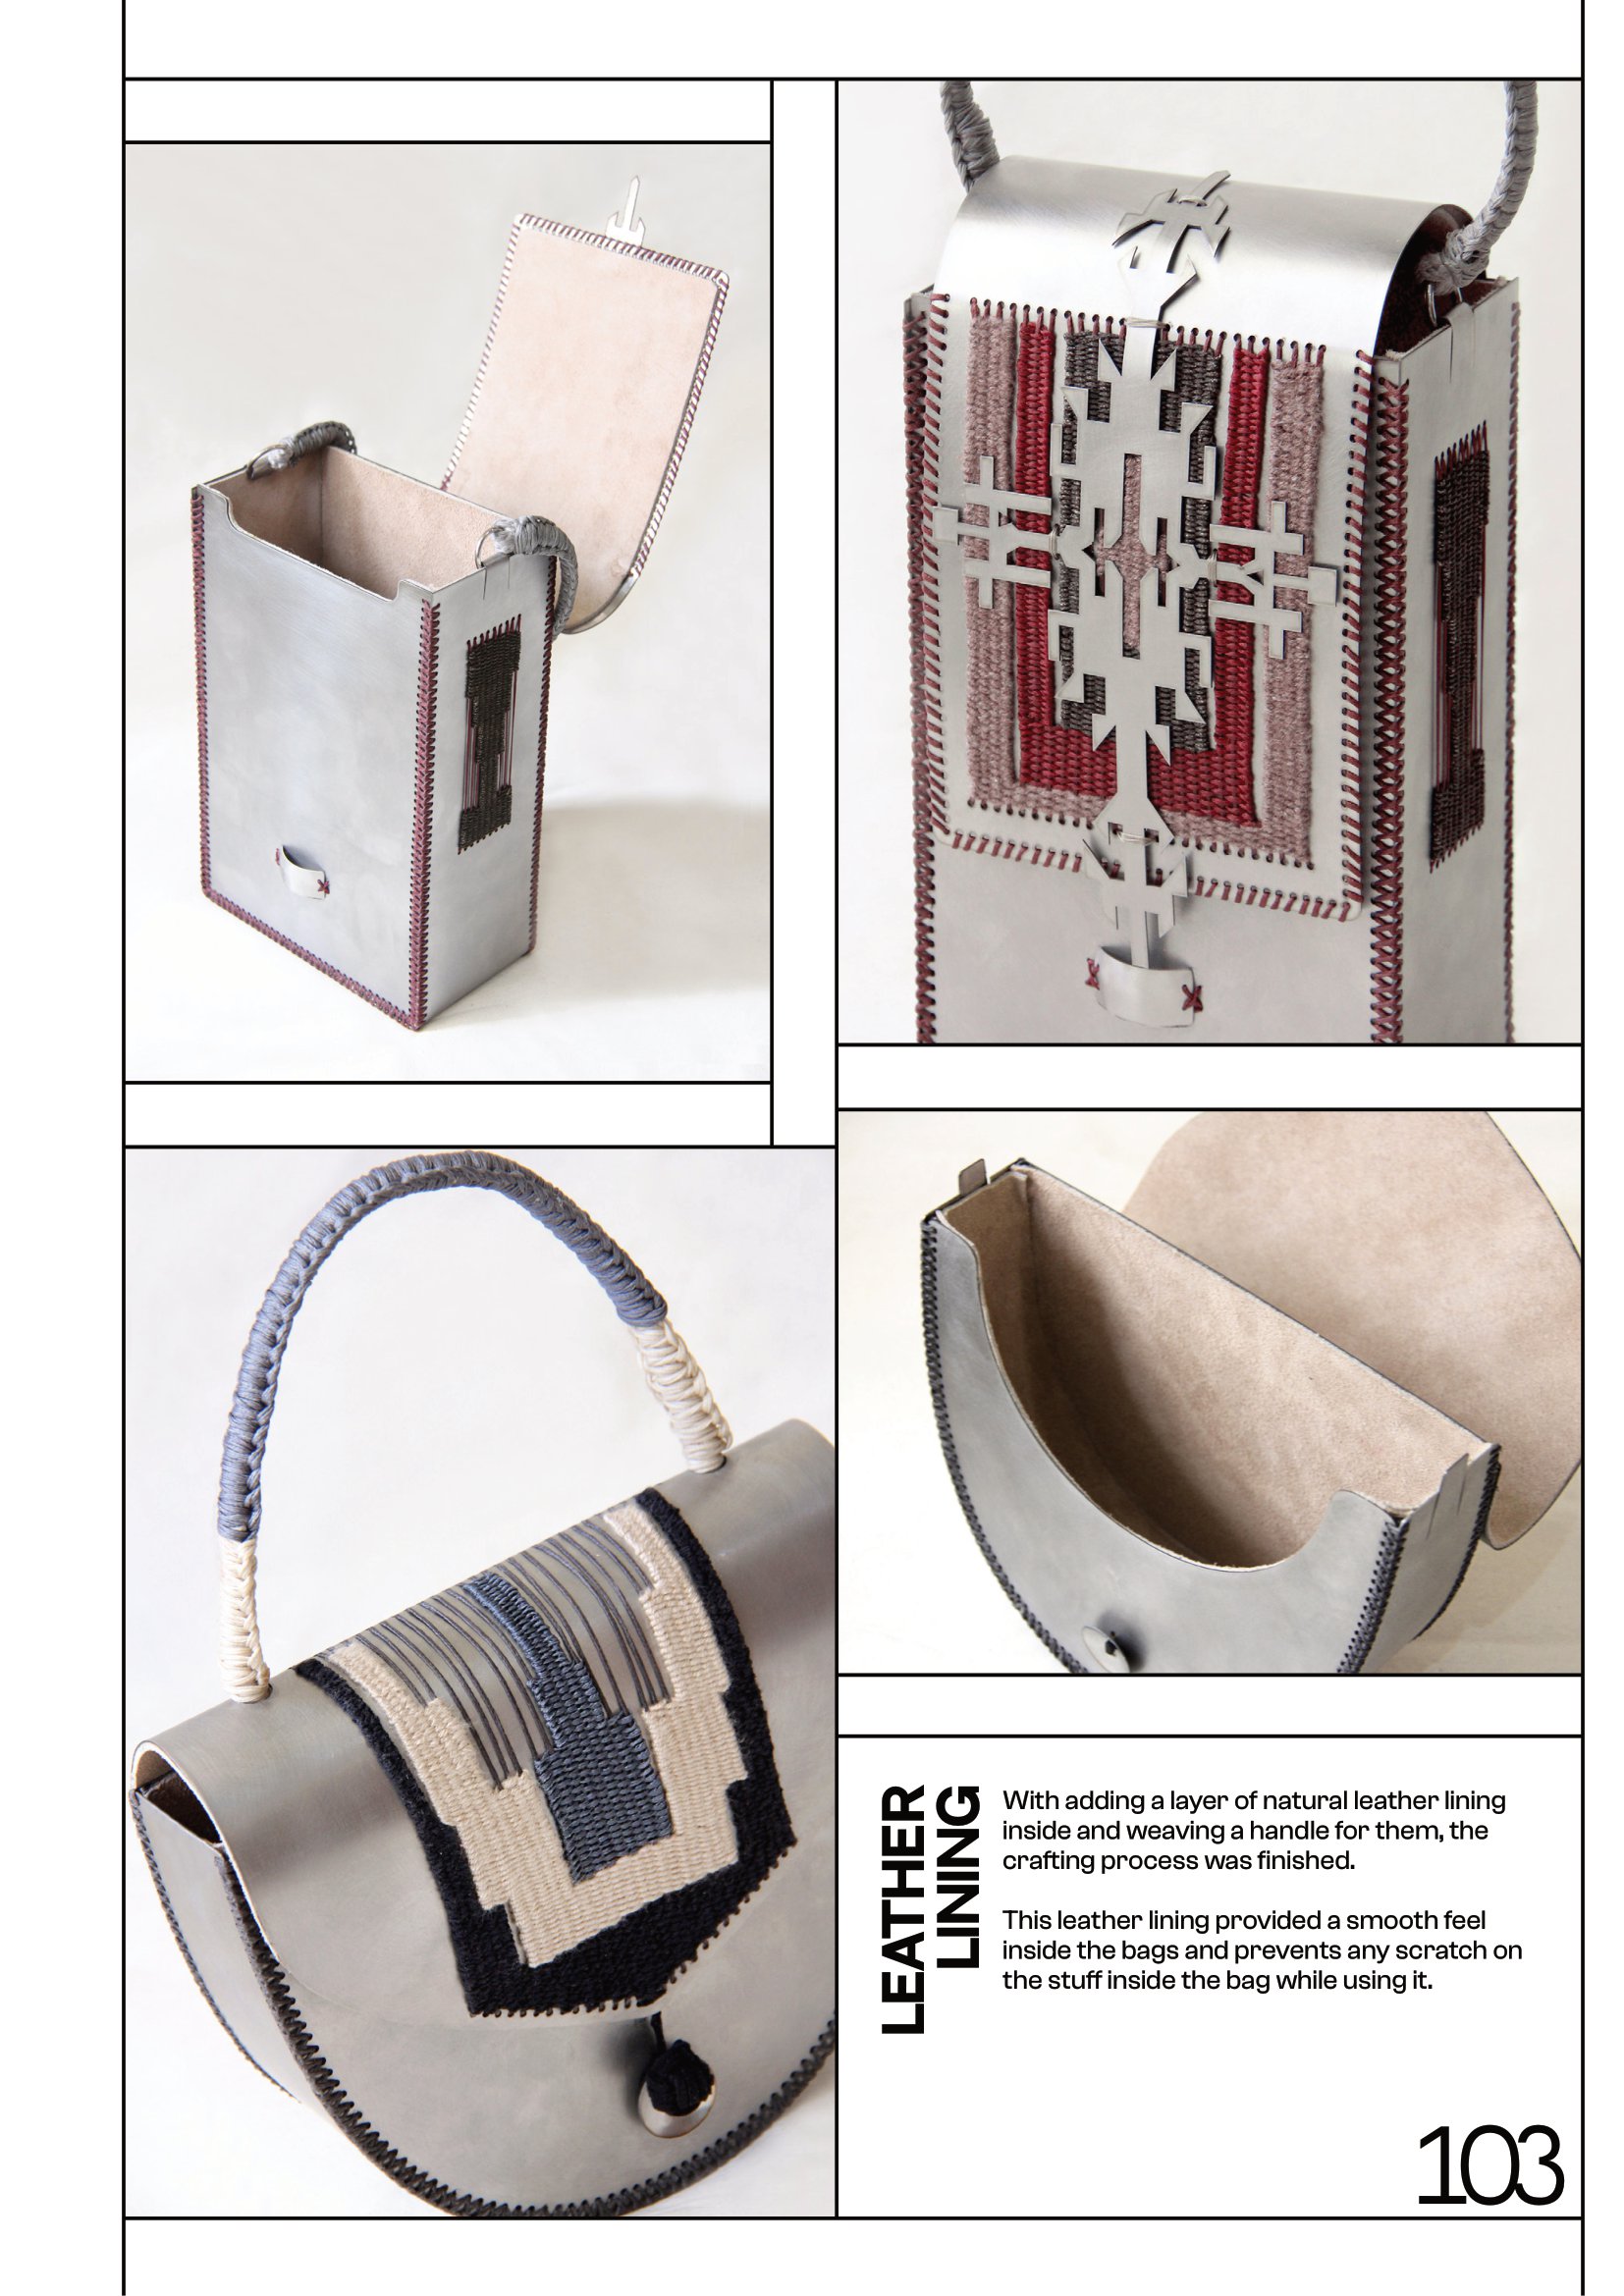 LEATHER
LINING
With adding a layer of natural leather lining
inside and weaving a handle for them, the
crafting process was finished.
This leather lining provided a smooth feel
inside the bags and prevents any scratch on
the stuff inside the bag while using it.
103